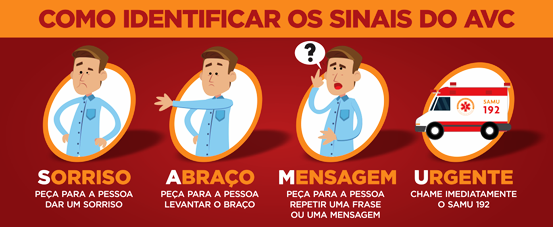 COMO IDENTIFICAR OS SINAIS DO AVC
?
SAMU
192
SORRISO
PEÇA PARA A PESSOA
DAR UM SORRISO
ABRAÇO
PEÇA PARA A PESSOA
LEVANTAR O BRAÇO
MENSAGEM
PEÇA PARA A PESSOA
REPETIR UMA FRASE
OU UMA MENSAGEM
URGENTE
CHAME IMEDIATAMENTE
O SAMU 192